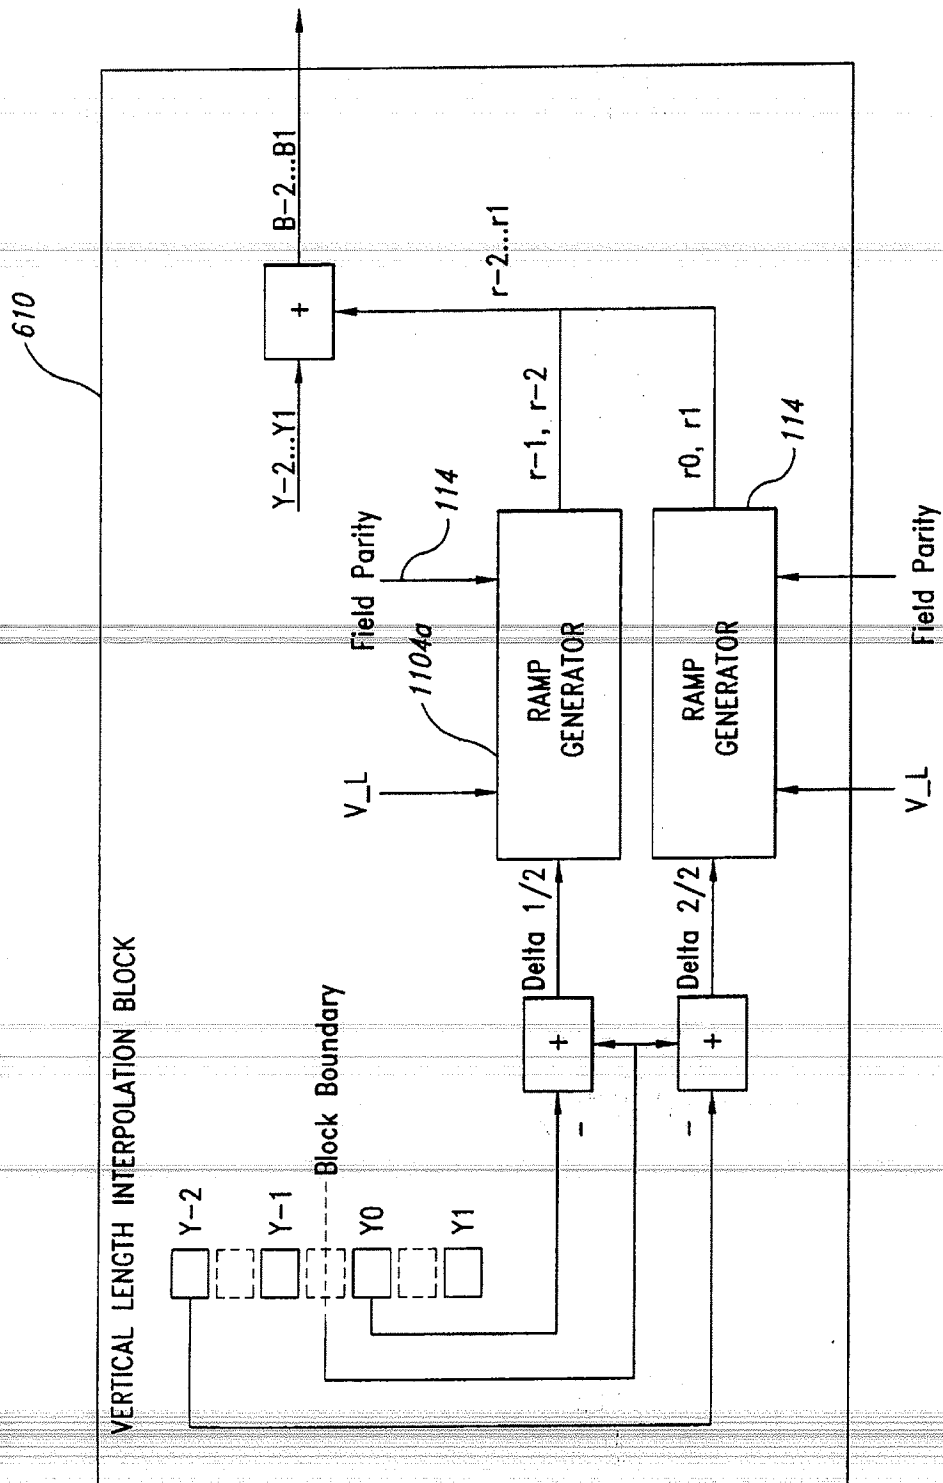 VERTICAL LENGTH INTERPOLATION BLOCK
610
Y-2
Y-1
Block Boundary
Y0
Y1
Y-2...Y1
+
B-2...B1
r-2...r1
V_L
1104a
Field Parity
114
-
+
Delta 1/2
RAMP
GENERATOR
r-1, r-2
-
+
Delta 2/2
RAMP
GENERATOR
r0, r1
114
V_L
Field Parity